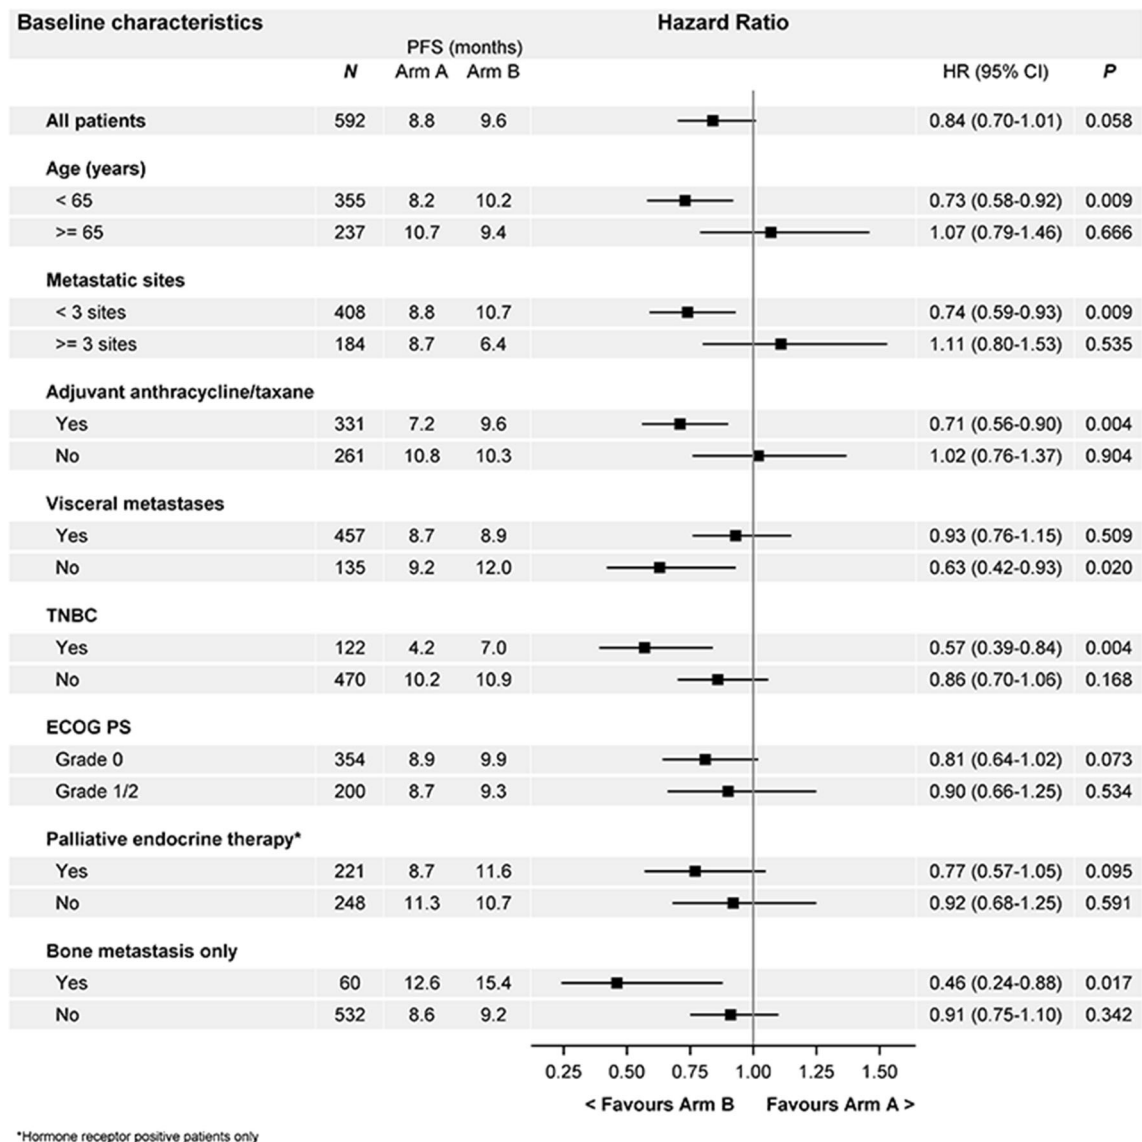 Baseline characteristics Hazard Ratio
PFS (months)
N Arm A Arm B HR (95% CI) P
All patients 592 8.8 9.6 0.84 (0.70-1.01) 0.058
Age (years)
< 65 355 8.2 10.2 0.73 (0.58-0.92) 0.009
>= 65 237 10.7 9.4 1.07 (0.79-1.46) 0.666
Metastatic sites
< 3 sites 408 8.8 10.7 0.74 (0.59-0.93) 0.009
>= 3 sites 184 8.7 6.4 1.11 (0.80-1.53) 0.535
Adjuvant anthracycline/taxane
Yes 331 7.2 9.6 0.71 (0.56-0.90) 0.004
No 261 10.8 10.3 1.02 (0.76-1.37) 0.904
Visceral metastases
Yes 457 8.7 8.9 0.93 (0.76-1.15) 0.509
No 135 9.2 12.0 0.63 (0.42-0.93) 0.020
TNBC
Yes 122 4.2 7.0 0.57 (0.39-0.84) 0.004
No 470 10.2 10.9 0.86 (0.70-1.06) 0.168
ECOG PS
Grade 0 354 8.9 9.9 0.81 (0.64-1.02) 0.073
Grade 1/2 200 8.7 9.3 0.90 (0.66-1.25) 0.534
Palliative endocrine therapy*
Yes 221 8.7 11.6 0.77 (0.57-1.05) 0.095
No 248 11.3 10.7 0.92 (0.68-1.25) 0.591
Bone metastasis only
Yes 60 12.6 15.4 0.46 (0.24-0.88) 0.017
No 532 8.6 9.2 0.91 (0.75-1.10) 0.342
0.25 0.50 0.75 1.00 1.25 1.50
< Favours Arm B Favours Arm A >
*Hormone receptor positive patients only